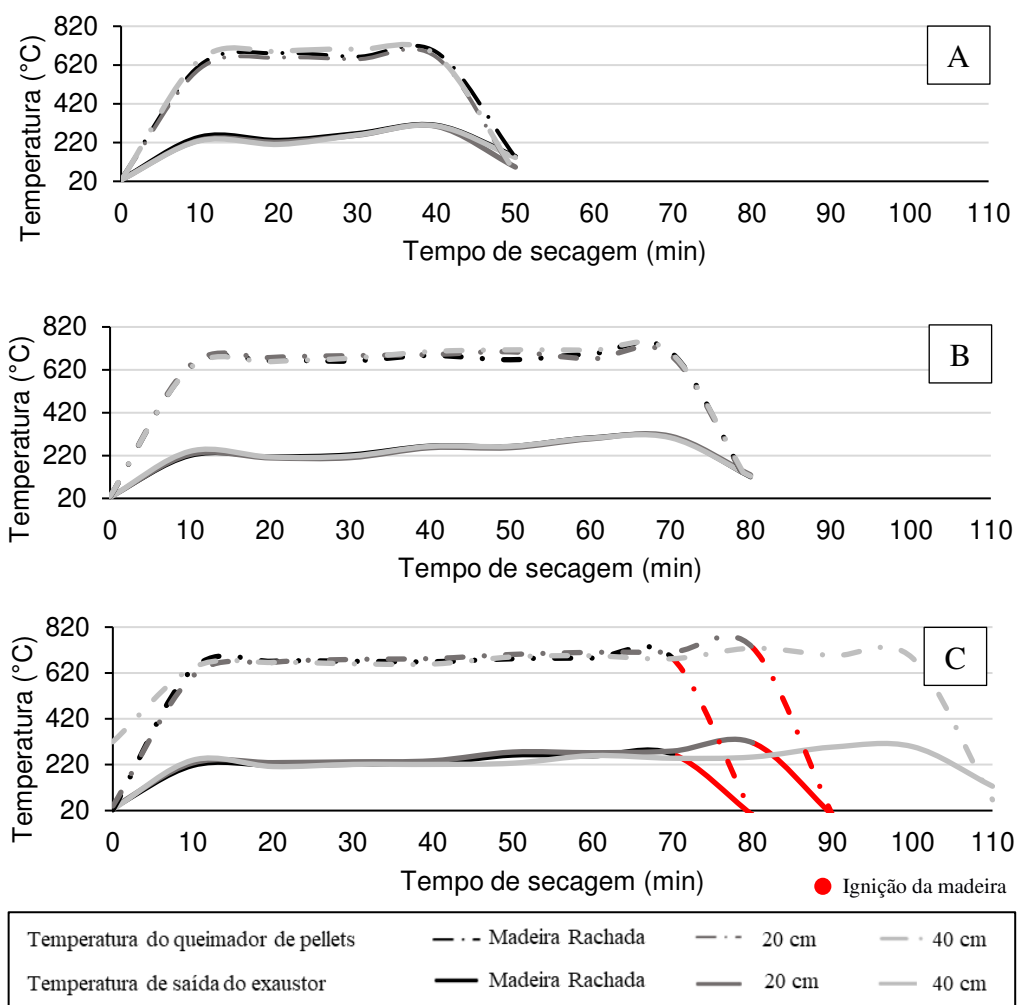 820
620
420
220
20
Temperatura (°C)
A
0 10 20 30 40 50 60 70 80 90 100 110
Tempo de secagem (min)
820
620
420
220
20
Temperatura (°C)
B
0 10 20 30 40 50 60 70 80 90 100 110
Tempo de secagem (min)
820
620
420
220
20
Temperatura (°C)
C
0 10 20 30 40 50 60 70 80 90 100 110
Tempo de secagem (min)
Ignição da madeira
Temperatura do queimador de pellets Madeira Rachada 20 cm 40 cm
Temperatura de saída do exaustor Madeira Rachada 20 cm 40 cm